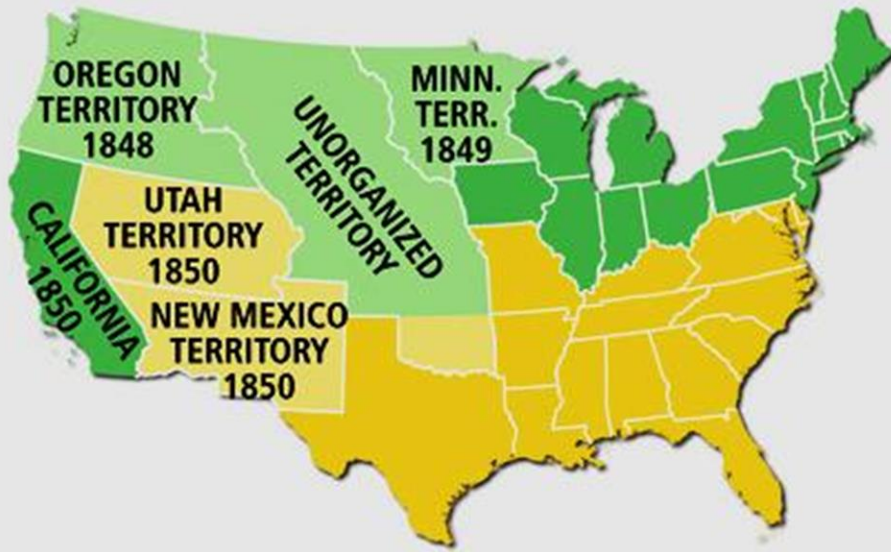 OREGON
TERRITORY
1848
UNORGANIZED
TERRITORY
MINN.
TERR.
1849
CALIFORNIA
1850
UTAH
TERRITORY
1850
NEW MEXICO
TERRITORY
1850